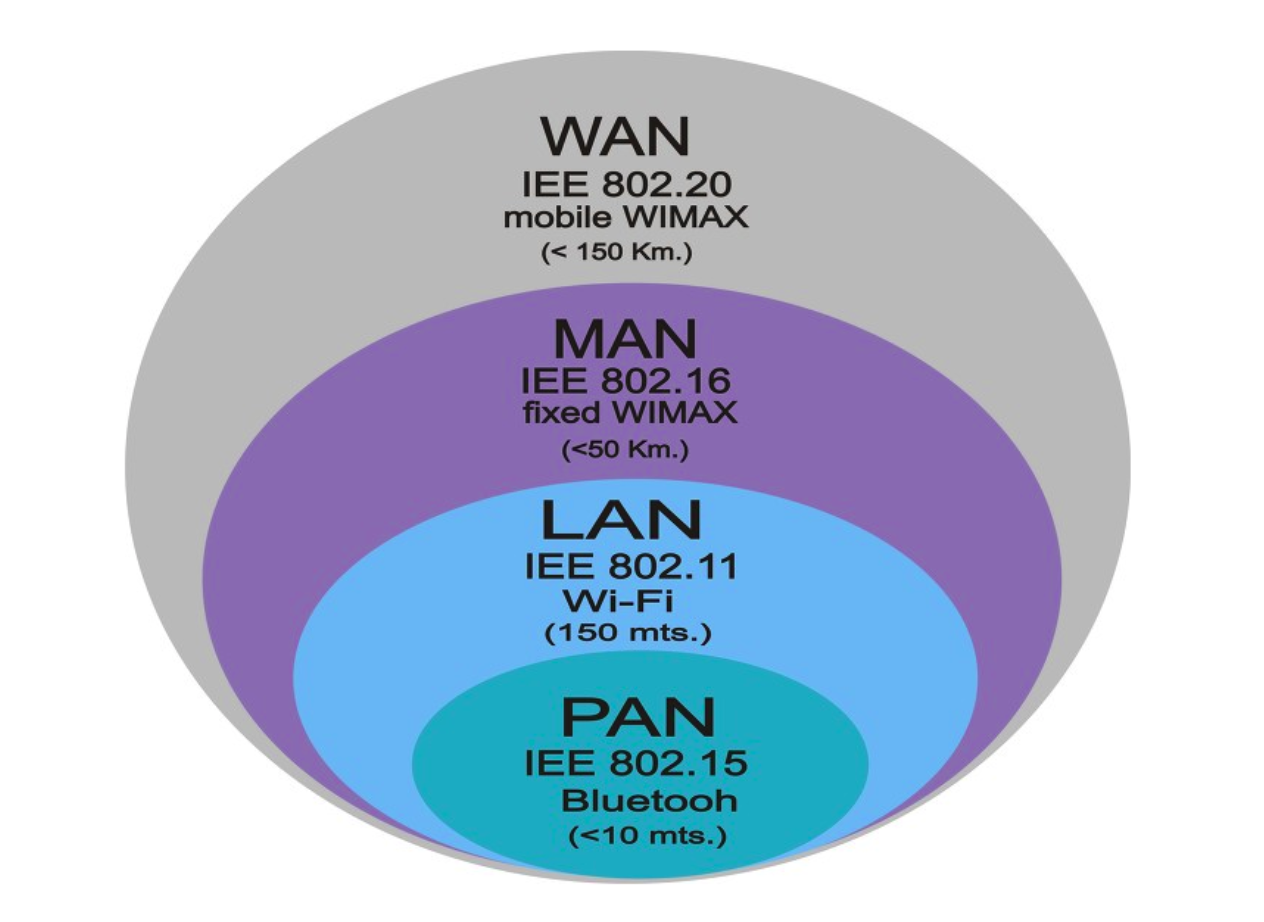 WAN
IEE 802.20
mobile WIMAX
(< 150 Km.)
MAN
IEE 802.16
fixed WIMAX
(<50 Km.)
LAN
IEE 802.11
Wi-Fi
(150 mts.)
PAN
IEE 802.15
Bluetooh
(<10 mts.)